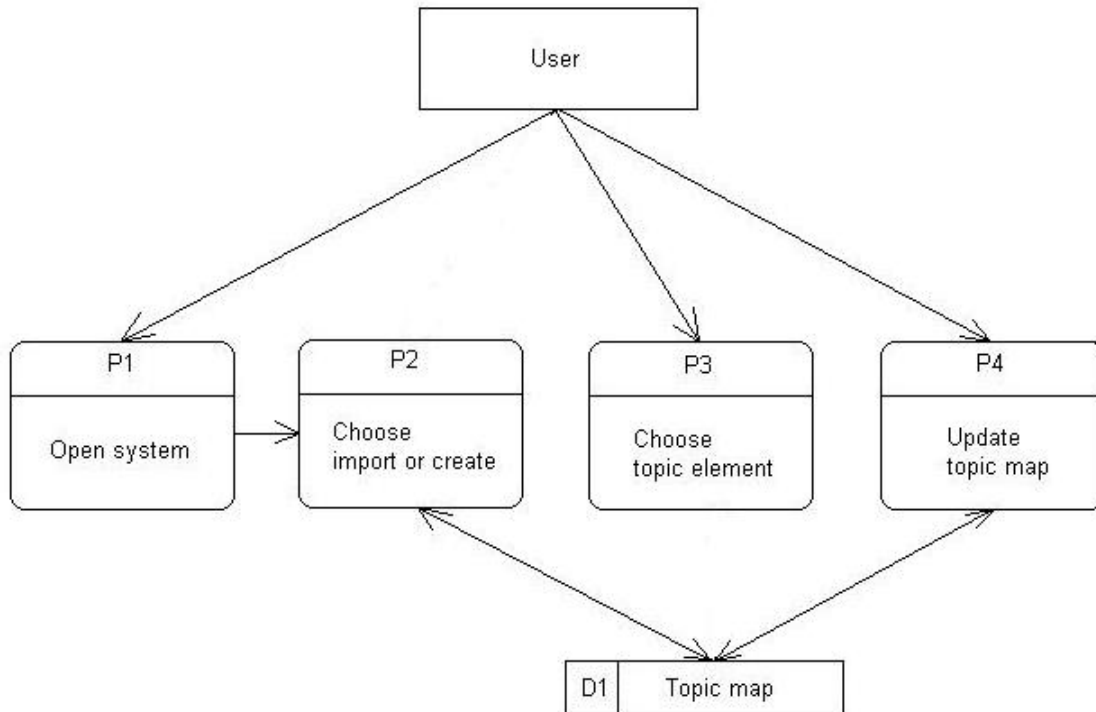 User
P1
P2
P3
P4
Open system
Choose
import or create
Choose
topic element
Update
topic map
D1
Topic map